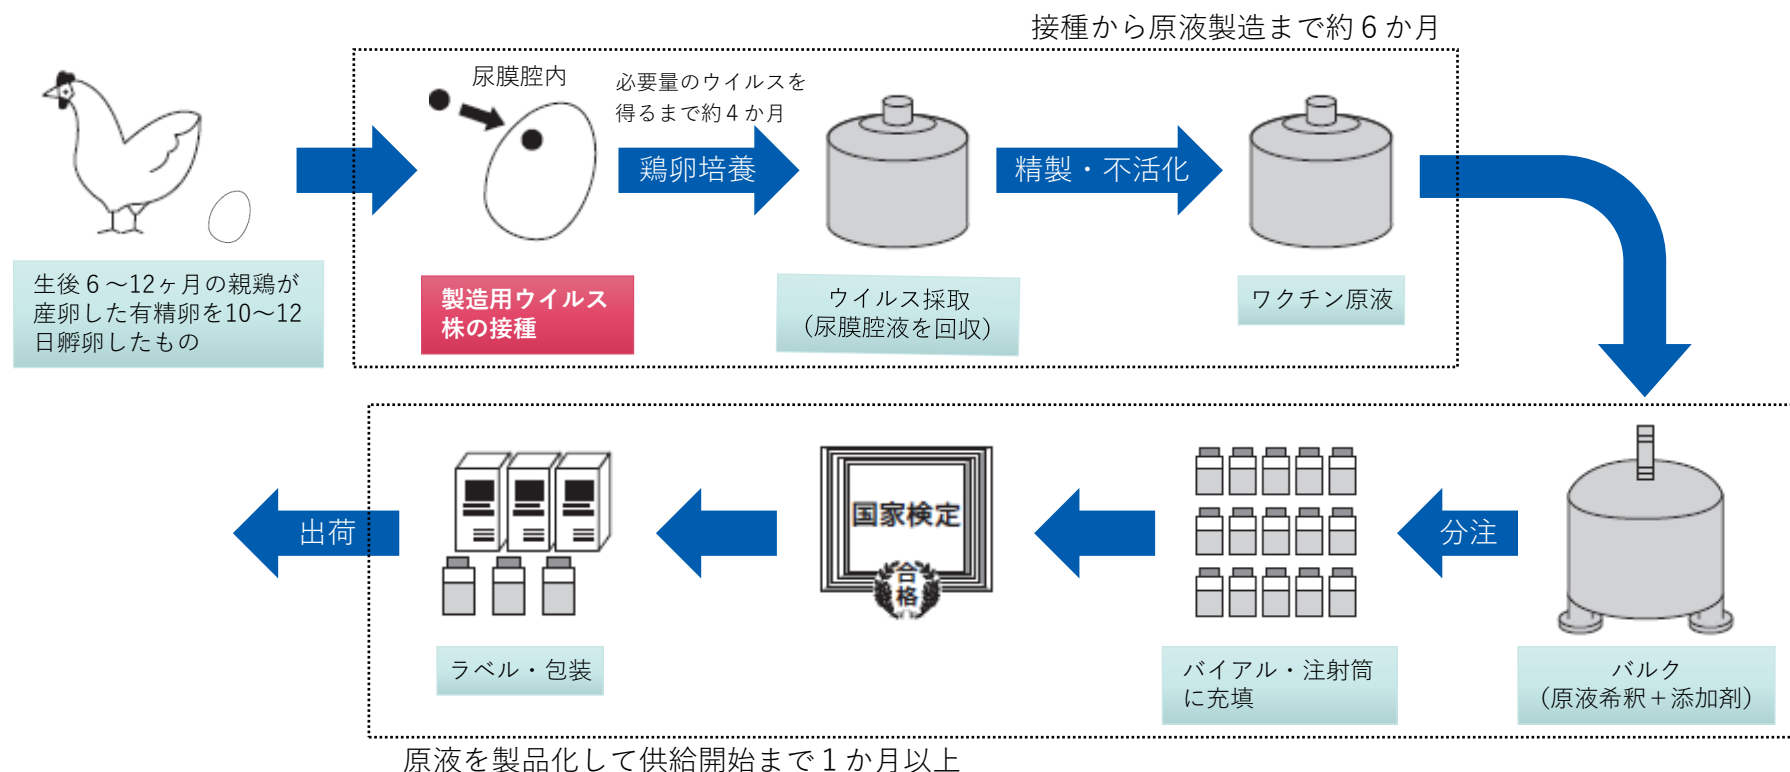 接種から原液製造まで約６か月
尿膜腔内
必要量のウイルスを
得るまで約４か月
鶏卵培養
精製・不活化
生後６～12ヶ月の親鶏が
産卵した有精卵を10～12
日孵卵したもの
製造用ウイルス
株の接種
ウイルス採取
（尿膜腔液を回収）
ワクチン原液
出荷
国家検定
合格
分注
ラベル・包装
バイアル・注射筒
に充填
バルク
（原液希釈＋添加剤）
原液を製品化して供給開始まで１か月以上